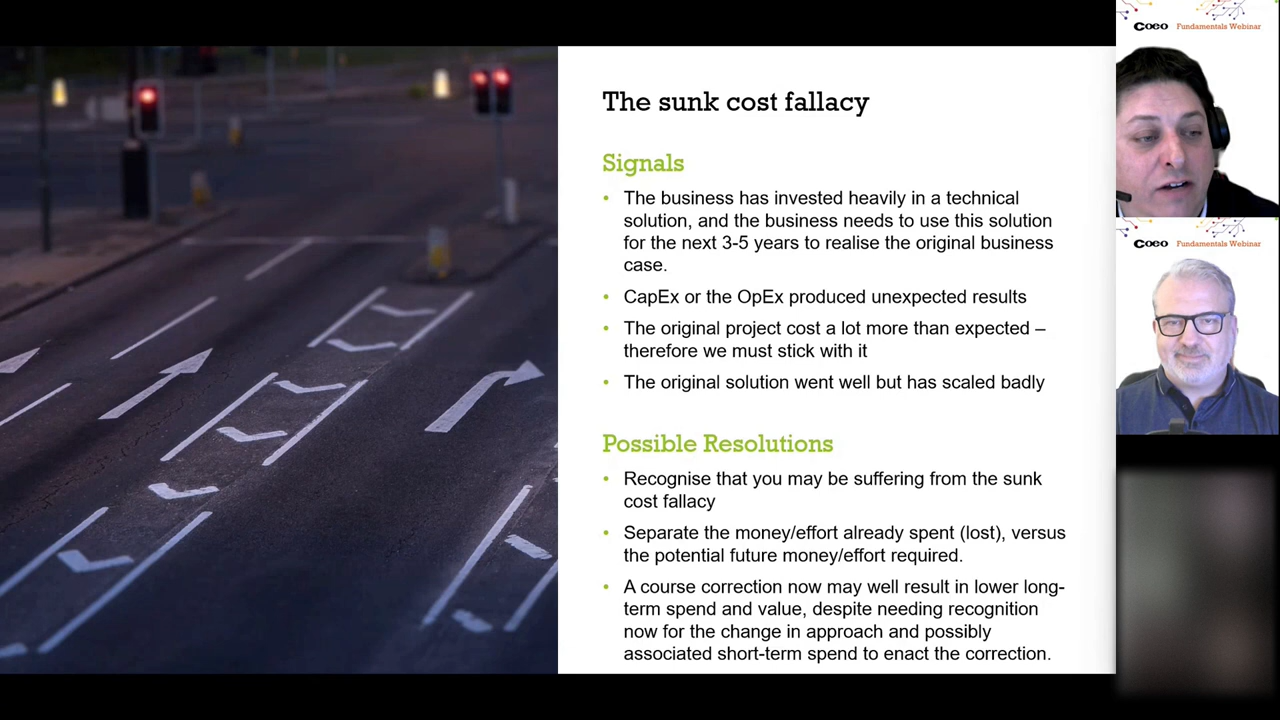 The sunk cost fallacy
Signals
• The business has invested heavily in a technical
solution, and the business needs to use this solution
for the next 3-5 years to realise the original business
case.
• CapEx or the OpEx produced unexpected results
• The original project cost a lot more than expected –
therefore we must stick with it
• The original solution went well but has scaled badly
Possible Resolutions
• Recognise that you may be suffering from the sunk
cost fallacy
• Separate the money/effort already spent (lost), versus
the potential future money/effort required.
• A course correction now may well result in lower long-
term spend and value, despite needing recognition
now for the change in approach and possibly
associated short-term spend to enact the correction.
Coeo Fundamentals Webinar
Coeo Fundamentals Webinar